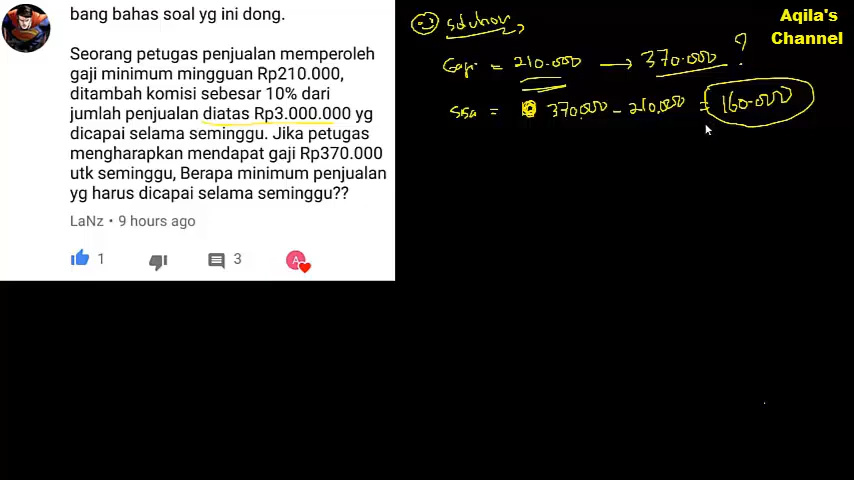 bang bahas soal yg ini dong.
Seorang petugas penjualan memperoleh
gaji minimum mingguan Rp210.000,
ditambah komisi sebesar 10% dari
jumlah penjualan diatas Rp3.000.000 yg
dicapai selama seminggu. Jika petugas
mengharapkan mendapat gaji Rp370.000
utk seminggu, Berapa minimum penjualan
yg harus dicapai selama seminggu??
LaNz • 9 hours ago
1 3
A
Solution,
Gaji = 210.000 → 370.000 ?
370.000 - 210.000 = 160.000
Aqila's
Channel